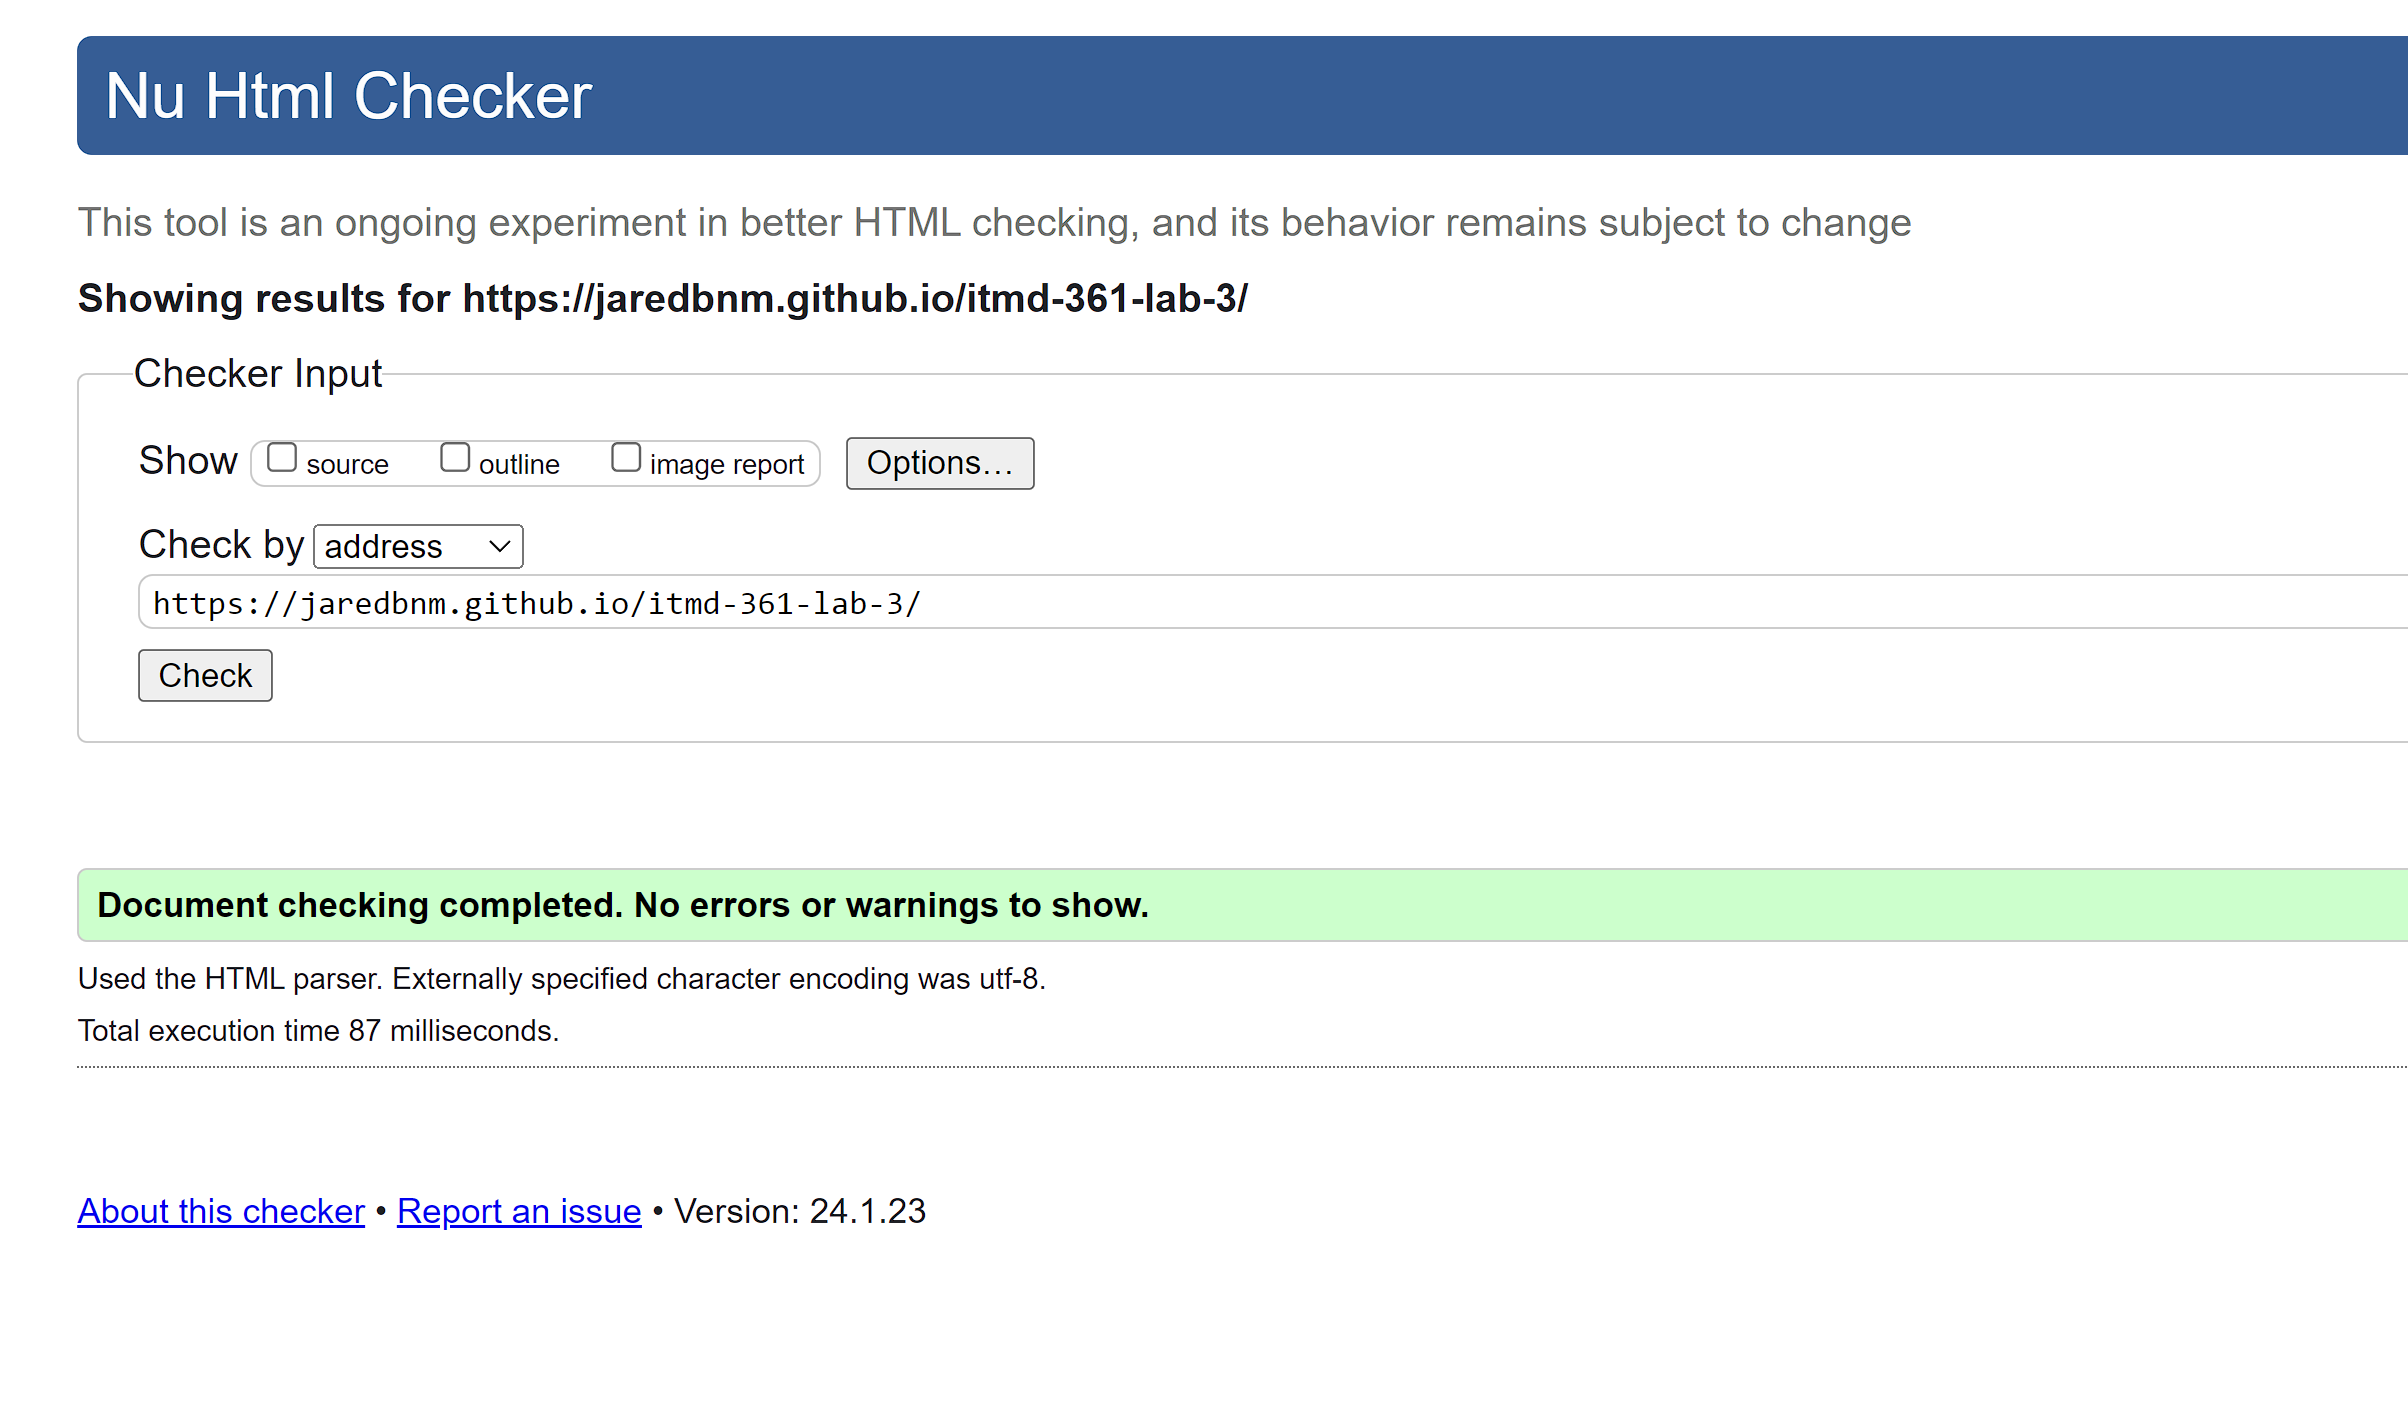 Nu Html Checker
This tool is an ongoing experiment in better HTML checking, and its behavior remains subject to change
Showing results for https://jaredbnm.github.io/itmd-361-lab-3/
Checker Input
Show source outline image report Options…
Check by address
https://jaredbnm.github.io/itmd-361-lab-3/
Check
Document checking completed. No errors or warnings to show.
Used the HTML parser. Externally specified character encoding was utf-8.
Total execution time 87 milliseconds.
About this checker • Report an issue • Version: 24.1.23